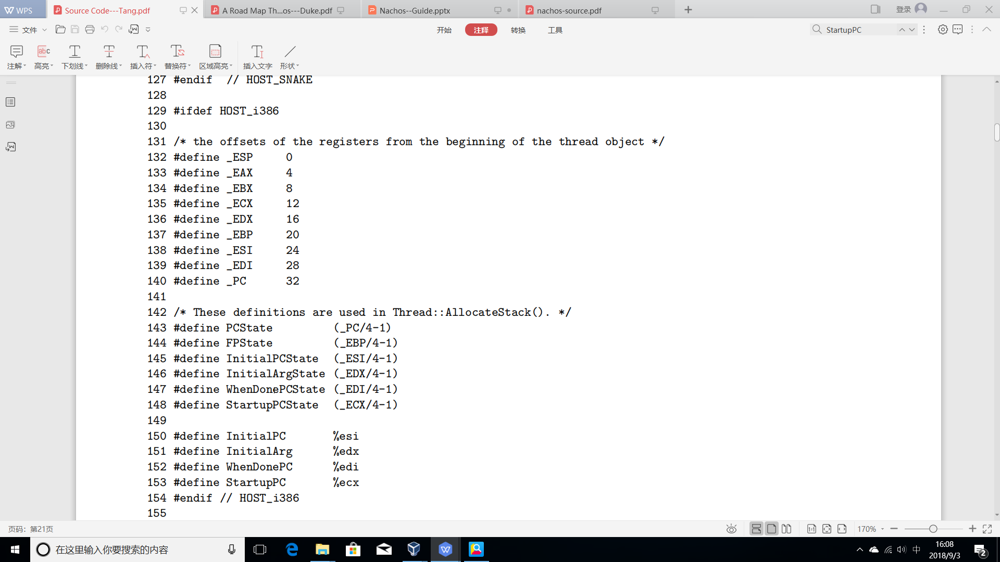 WPS
Source Code---Tang.pdf
A Road Map Th...os---Duke.pdf
Nachos--Guide.pptx
nachos-source.pdf
登录
文件
开始
注释
转换
工具
StartupPC
注解
高亮
下划线
删除线
插入符
替换符
区域高亮
插入文字
形状
127 #endif // HOST_SNAKE
128
129 #ifdef HOST_i386
130
131 /* the offsets of the registers from the beginning of the thread object */
132 #define _ESP 0
133 #define _EAX 4
134 #define _EBX 8
135 #define _ECX 12
136 #define _EDX 16
137 #define _EBP 20
138 #define _ESI 24
139 #define _EDI 28
140 #define _PC 32
141
142 /* These definitions are used in Thread::AllocateStack(). */
143 #define PCState (_PC/4-1)
144 #define FPState (_EBP/4-1)
145 #define InitialPCState (_ESI/4-1)
146 #define InitialArgState (_EDX/4-1)
147 #define WhenDonePCState (_EDI/4-1)
148 #define StartupPCState (_ECX/4-1)
149
150 #define InitialPC %esi
151 #define InitialArg %edx
152 #define WhenDonePC %edi
153 #define StartupPC %ecx
154 #endif // HOST_i386
155
页码: 第21页
170%
在这里输入你要搜索的内容
中
16:08
2018/9/3
2